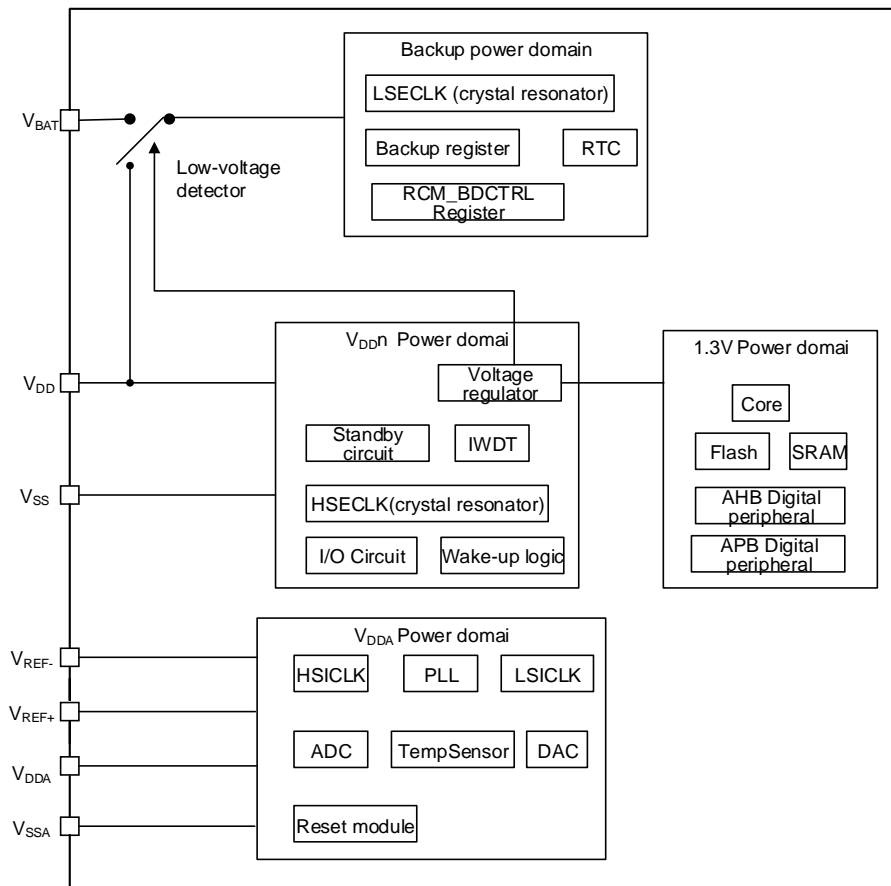 Backup power domain
LSECLK (crystal resonator)
Backup register
RTC
RCM_BDCTRL
Register
VBAT
Low-voltage
detector
VDDn Power domai
Voltage
regulator
Standby
circuit
IWDT
HSECLK(crystal resonator)
I/O Circuit
Wake-up logic
1.3V Power domai
Core
Flash
SRAM
AHB Digital
peripheral
APB Digital
peripheral
VDD
VSS
VDDA Power domai
HSICLK
PLL
LSICLK
ADC
TempSensor
DAC
Reset module
VREF-
VREF+
VDDA
VSSA